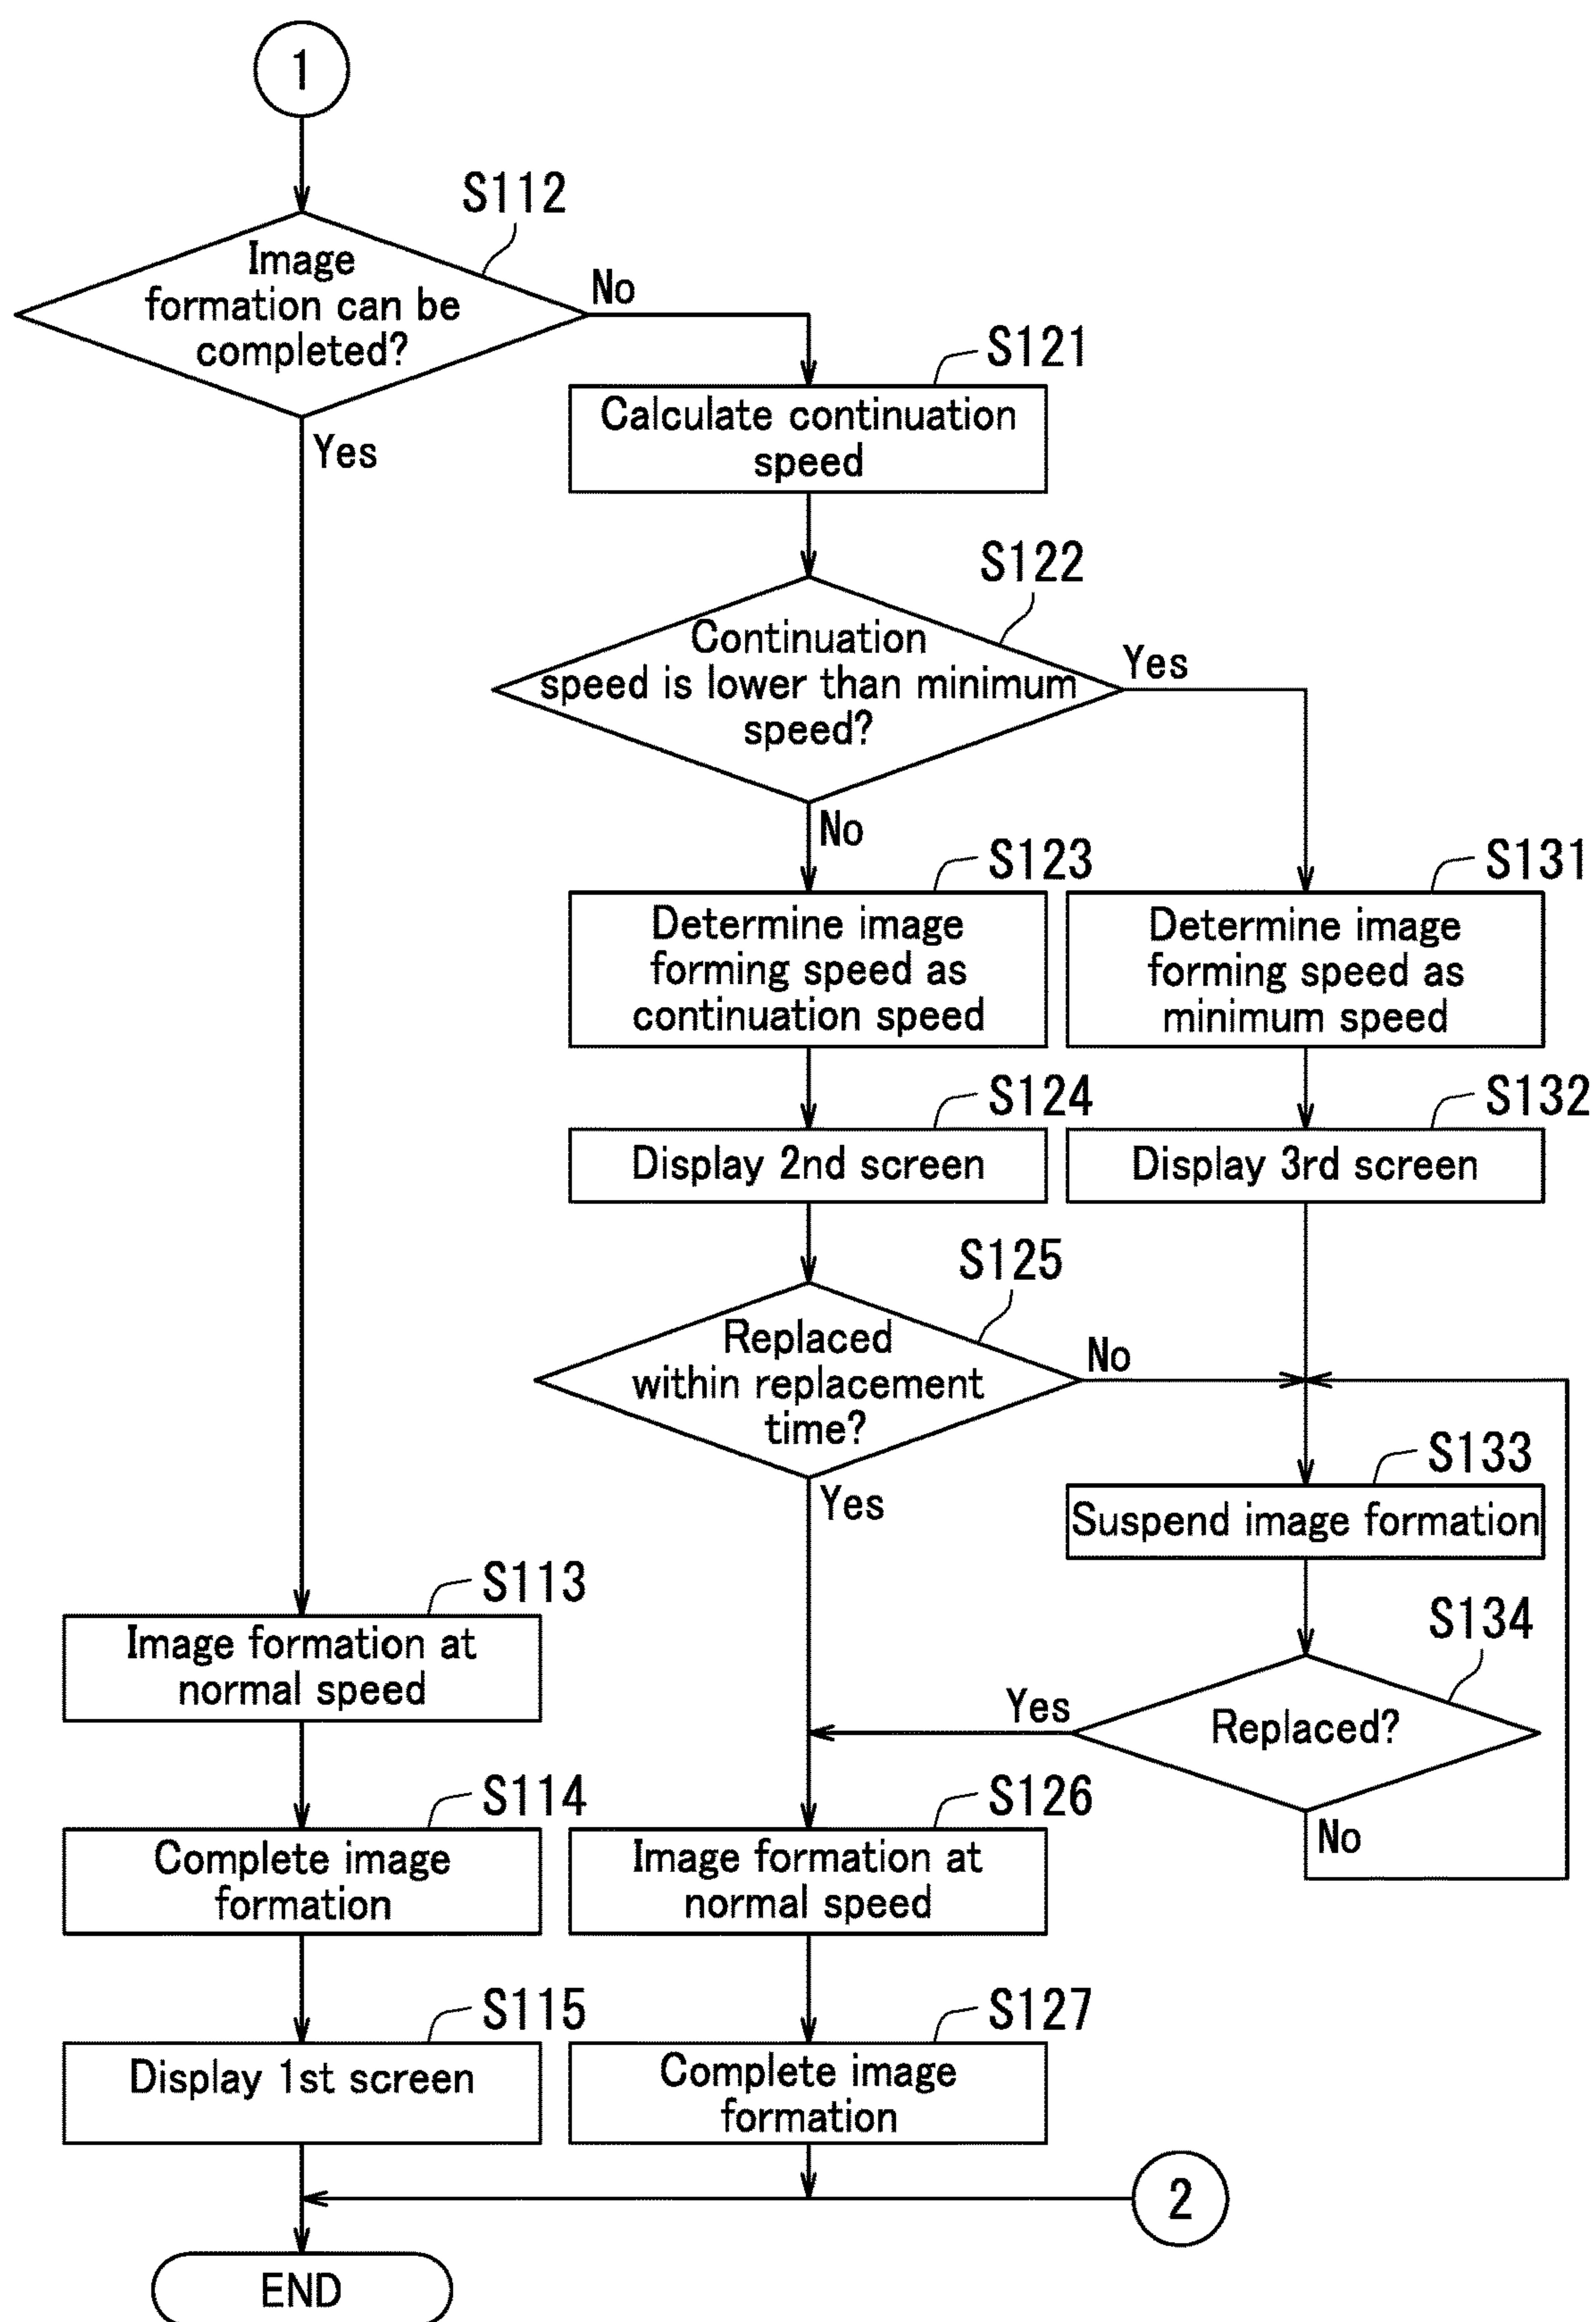 1
S112
Image
formation can be
completed?
No
Yes
S121
Calculate continuation
speed
S122
Continuation
speed is lower than minimum
speed?
Yes
No
S123
Determine image
forming speed as
continuation speed
S131
Determine image
forming speed as
minimum speed
S124
Display 2nd screen
S132
Display 3rd screen
S125
Replaced
within replacement
time?
No
Yes
S133
Suspend image formation
S134
Replaced?
Yes
No
S113
Image formation at
normal speed
S114
Complete image
formation
S126
Image formation at
normal speed
S115
Display 1st screen
S127
Complete image
formation
2
END